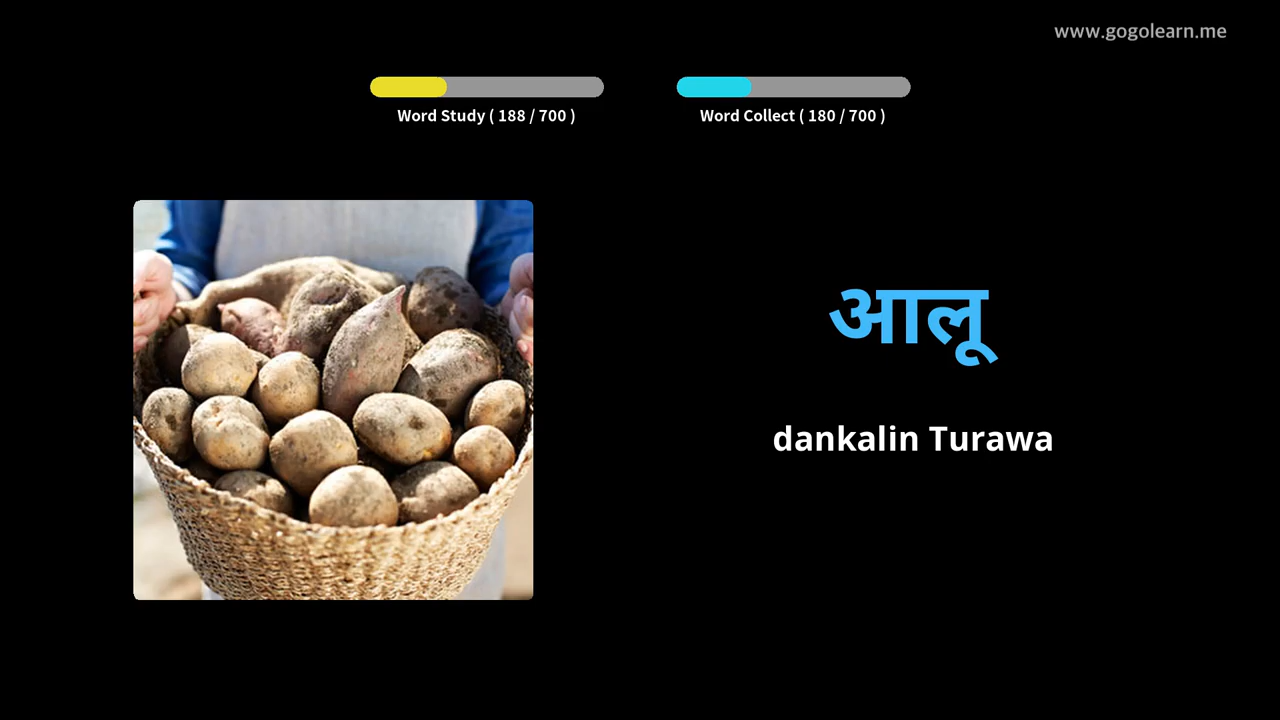 www.gogolearn.me
Word Study ( 188 / 700 )
Word Collect ( 180 / 700 )
आलू
dankalin Turawa